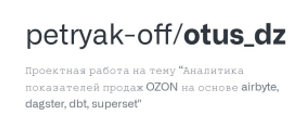 petryak-off/otus_dz
Проектная работа на тему "Аналитика
показателей продаж OZON на основе airbyte,
dagster, dbt, superset"